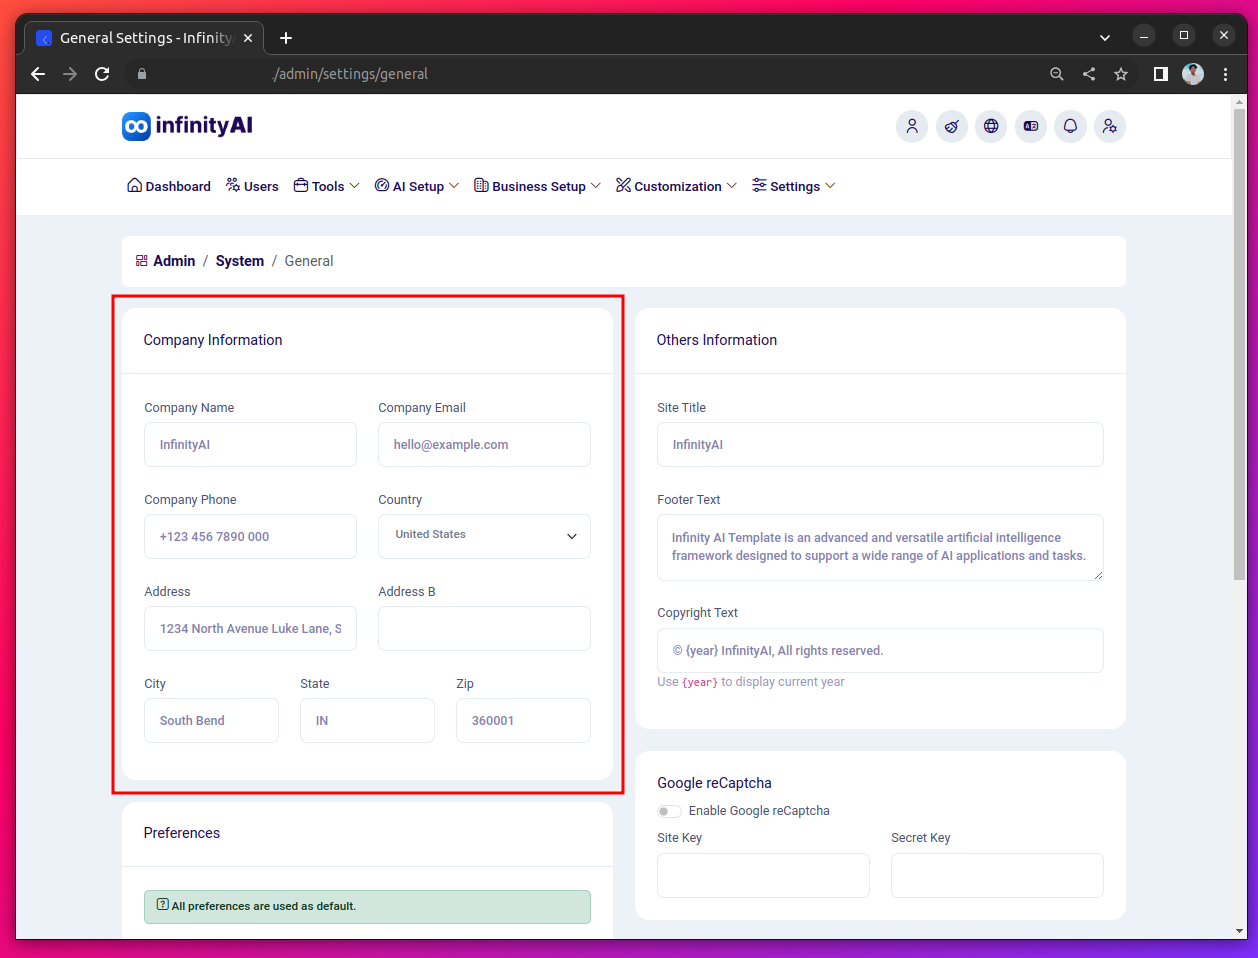 General Settings - Infinity
/admin/settings/general
infinityAI
Dashboard Users Tools AI Setup Business Setup Customization Settings
Admin / System / General
Company Information
Company Name Company Email
InfinityAI hello@example.com
Company Phone Country
+123 456 7890 000 United States
Address Address B
1234 North Avenue Luke Lane, S
City State Zip
South Bend IN 360001
Preferences
All preferences are used as default.
Others Information
Site Title
InfinityAI
Footer Text
Infinity AI Template is an advanced and versatile artificial intelligence
framework designed to support a wide range of AI applications and tasks.
Copyright Text
© {year} InfinityAI, All rights reserved.
Use {year} to display current year
Google reCaptcha
Enable Google reCaptcha
Site Key Secret Key